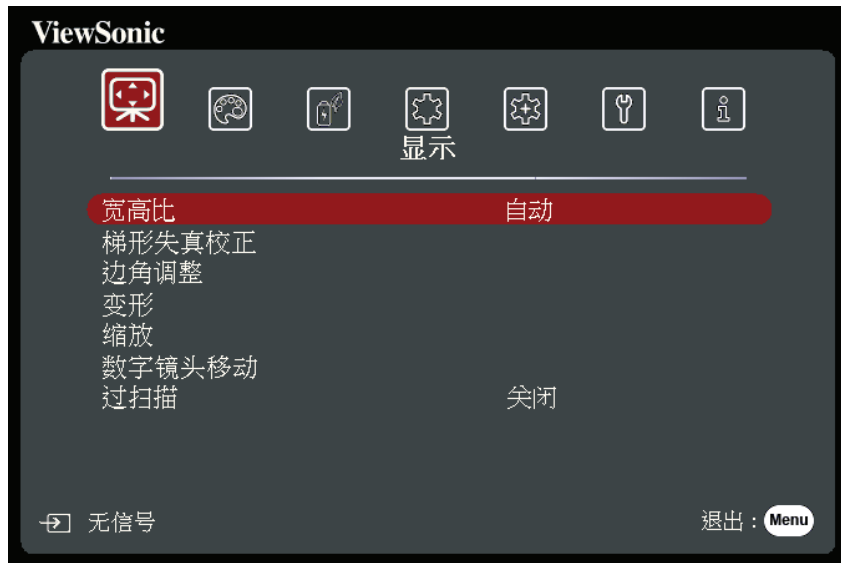 ViewSonic
显示
宽高比 自动
梯形失真校正
边角调整
变形
缩放
数字镜头移动
过扫描 关闭
无信号 退出：Menu